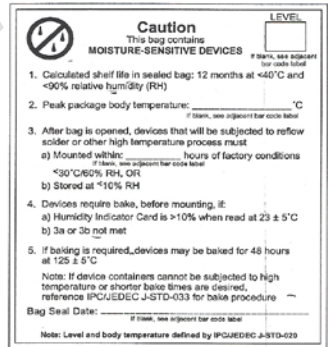 LEVEL
Caution
This bag contains
MOISTURE-SENSITIVE DEVICES
If blank, see adjacent
bar code label
1. Calculated shelf life in sealed bag: 12 months at <40°C and
<90% relative humidity (RH)
2. Peak package body temperature: °C
If blank, see adjacent bar code label
3. After bag is opened, devices that will be subjected to reflow
solder or other high temperature process must
a) Mounted within: hours of factory conditions
If blank, see adjacent bar code label
<30°C/60% RH, OR
b) Stored at <10% RH
4. Devices require bake, before mounting, if:
a) Humidity Indicator Card is >10% when read at 23 ± 5°C
b) 3a or 3b not met
5. If baking is required, devices may be baked for 48 hours
at 125 ± 5°C
Note: If device containers cannot be subjected to high
temperature or shorter bake times are desired,
reference IPC/JEDEC J-STD-033 for bake procedure
Bag Seal Date:
If blank, see adjacent bar code label
Note: Level and body temperature defined by IPC/JEDEC J-STD-020